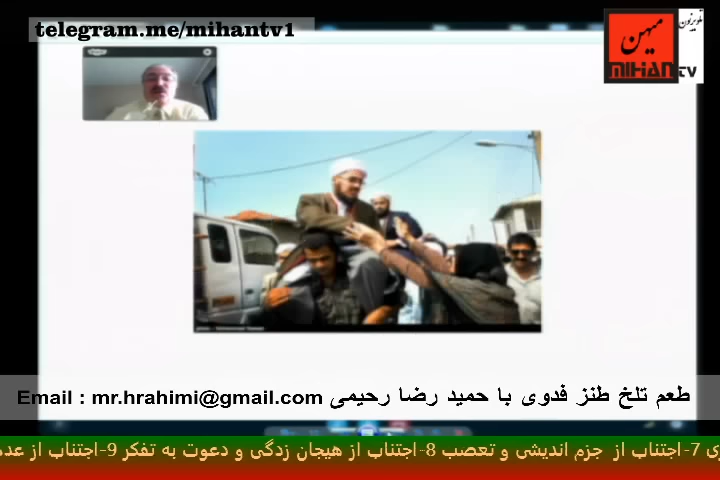 telegram.me/mihantv1
تلویزیون
میهن
MIHAN TV
طعم تلخ طنز فدوی با حمید رضا رحیمی Email : mr.hrahimi@gmail.com
ی 7-اجتناب از جزم اندیشی و تعصب 8-اجتناب از هیجان زدگی و دعوت به تفکر 9-اجتناب از عده